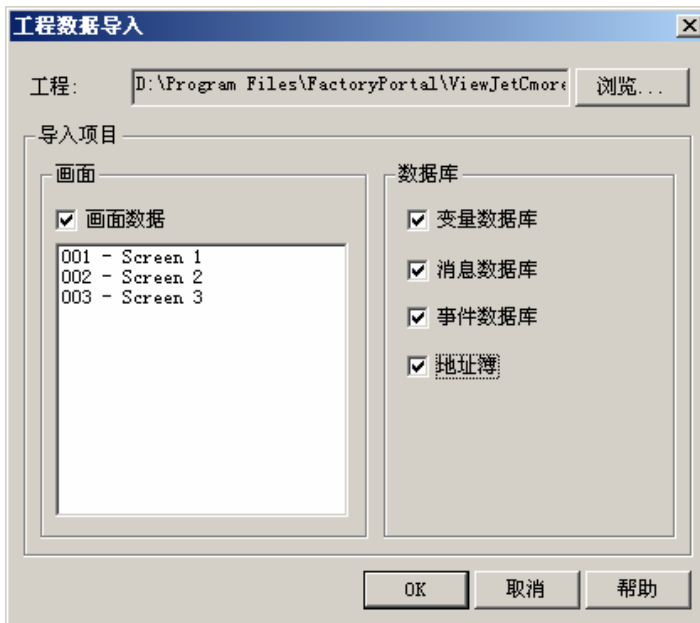 工程数据导入
工程:
D:\Program Files\FactoryPortal\ViewJetCmore
浏览...
导入项目
画面
画面数据
001 - Screen 1
002 - Screen 2
003 - Screen 3
数据库
变量数据库
消息数据库
事件数据库
地址簿
OK
取消
帮助